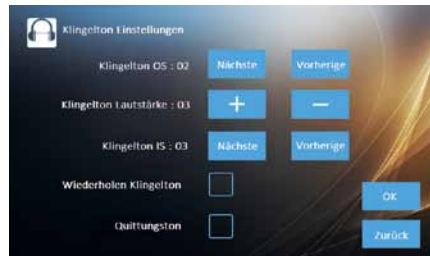 Klingelton Einstellungen
Klingelton OS : 02 Nächste Vorherige
Klingelton Lautstärke : 03 + −
Klingelton IS : 03 Nächste Vorherige
Wiederholen Klingelton
OK
Quittungston
Zurück